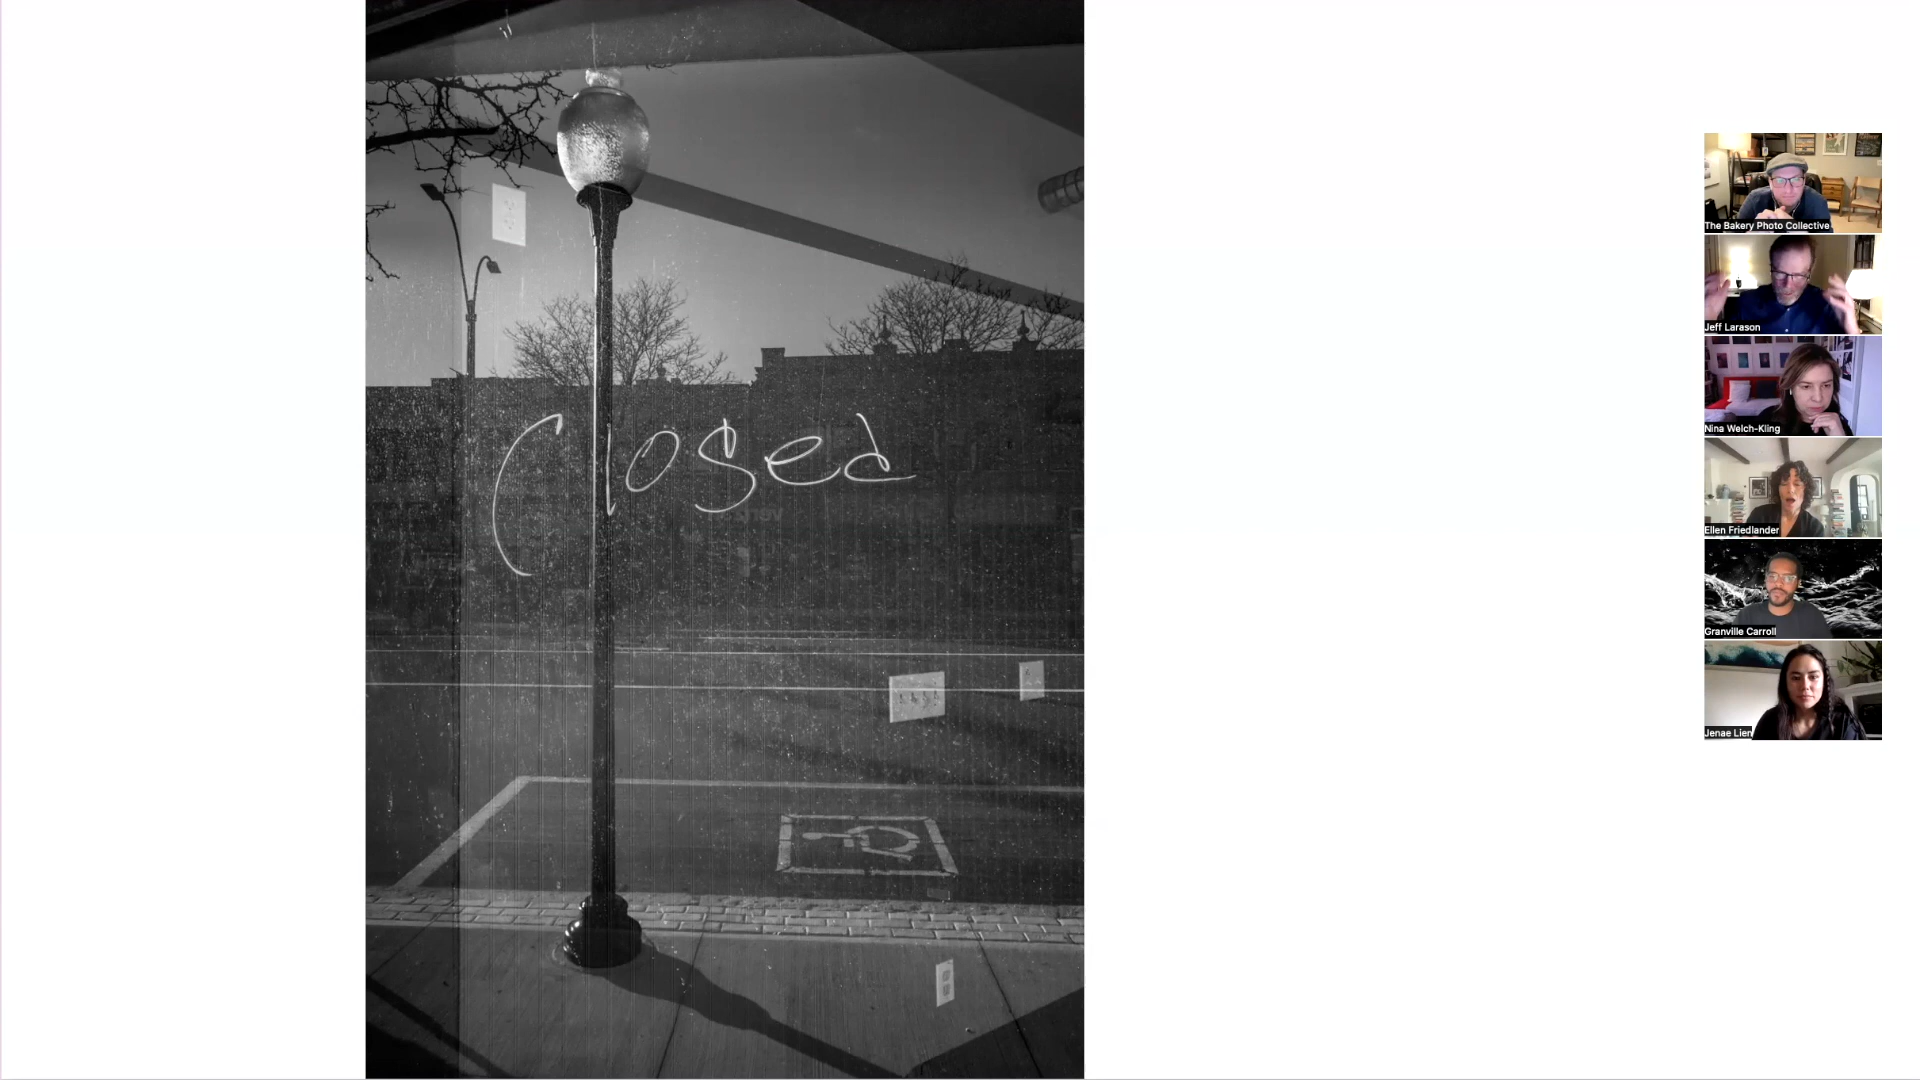 Closed
The Bakery Photo Collective
Jeff Larason
Nina Welch-Kling
Ellen Friedlander
Granville Carroll
Jenae Lien